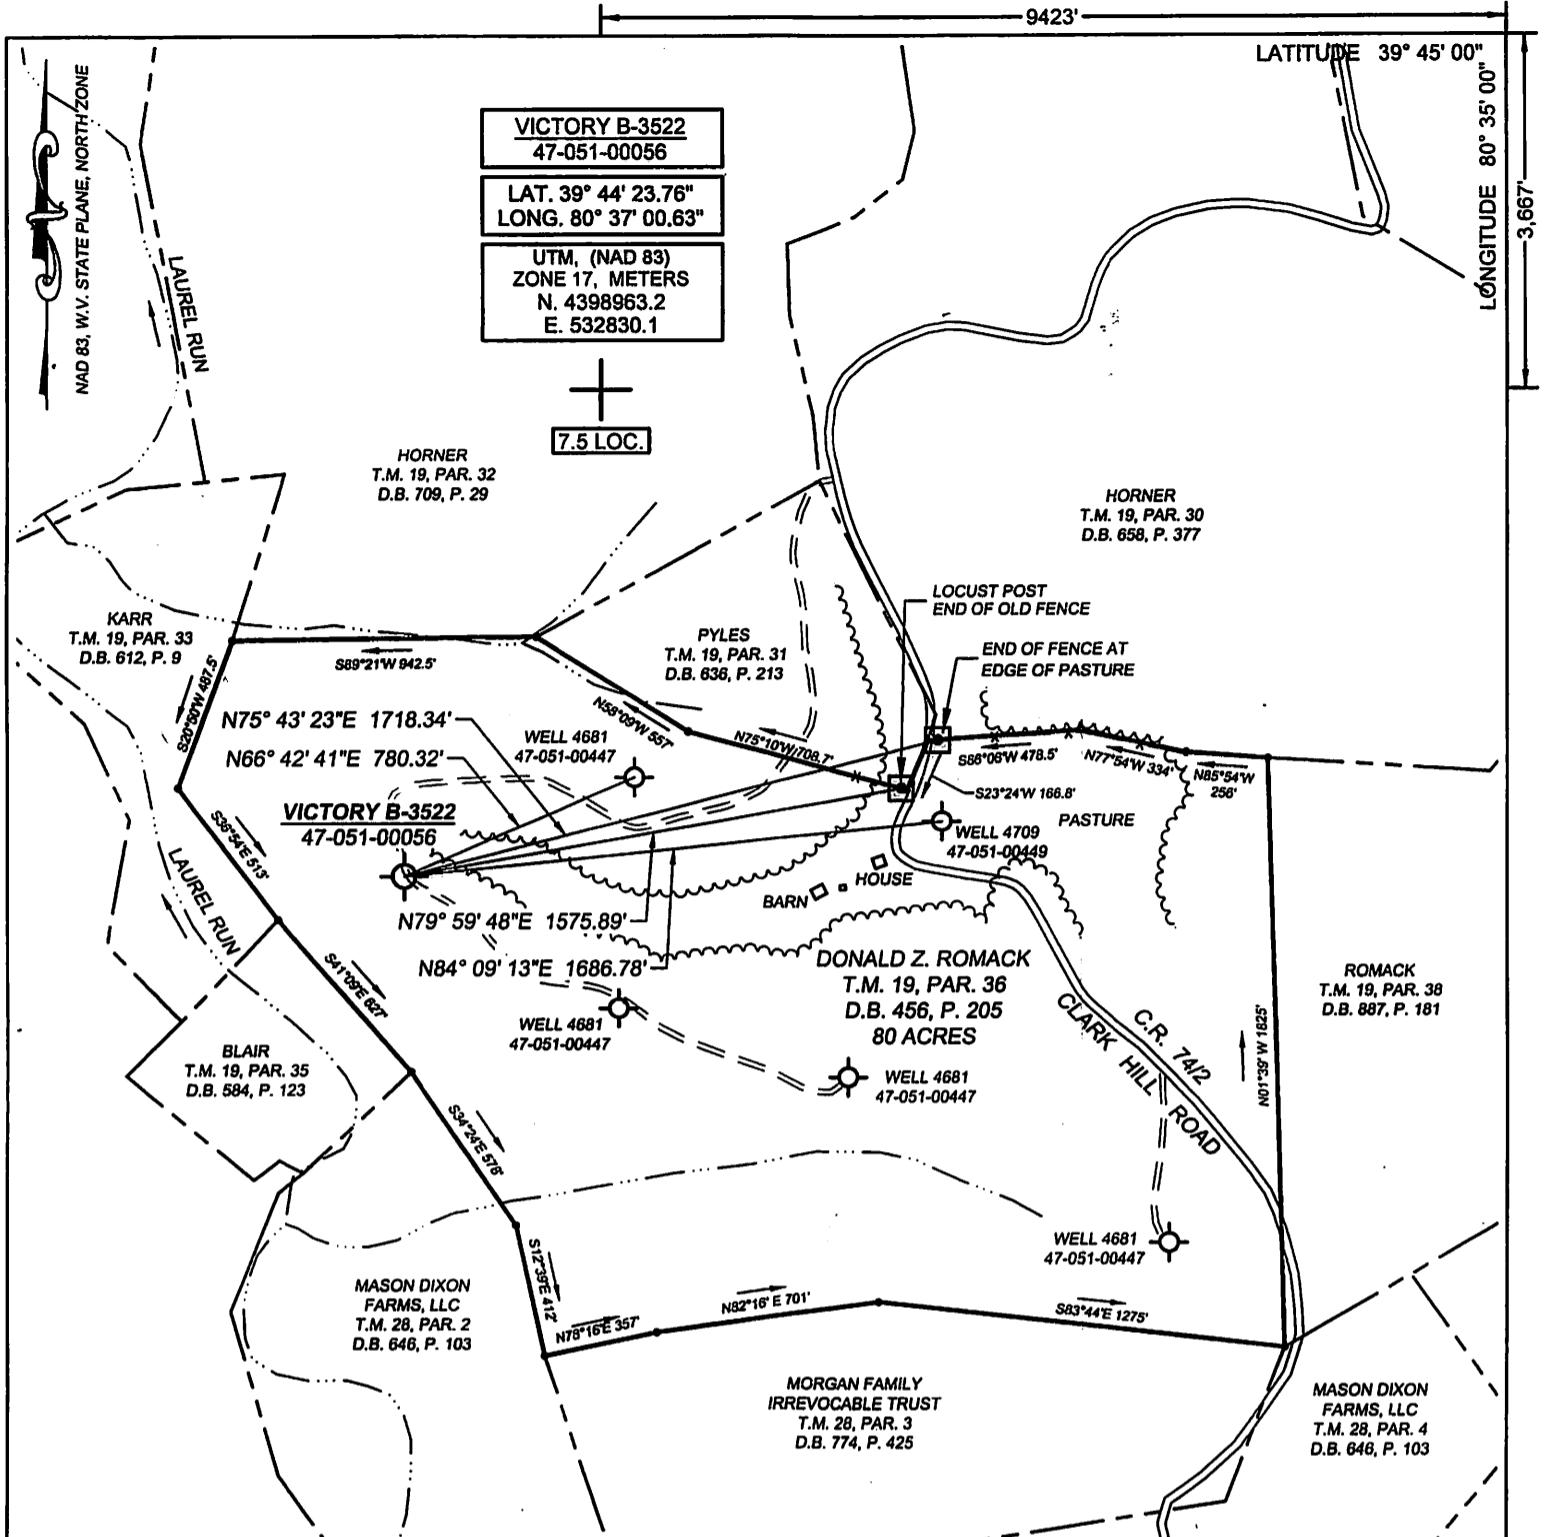 9423'
LATITUDE 39° 45' 00"
LONGITUDE 80° 35' 00"
3,667'
NAD 83, W.V. STATE PLANE, NORTH ZONE
VICTORY B-3522
47-051-00056
LAT. 39° 44' 23.76"
LONG. 80° 37' 00.63"
UTM, (NAD 83)
ZONE 17, METERS
N. 4398963.2
E. 532830.1
7.5 LOC.
LAUREL RUN
HORNER
T.M. 19, PAR. 32
D.B. 709, P. 29
HORNER
T.M. 19, PAR. 30
D.B. 658, P. 377
LOCUST POST
END OF OLD FENCE
END OF FENCE AT
EDGE OF PASTURE
KARR
T.M. 19, PAR. 33
D.B. 612, P. 9
PYLES
T.M. 19, PAR. 31
D.B. 636, P. 213
S89°21'W 942.5'
S20°50'W 487.5'
N58°09'W 557'
N75°10'W 708.7'
S86°06'W 478.5'
N77°54'W 334'
N85°54'W
256'
S23°24'W 166.8'
N75° 43' 23"E 1718.34'
N66° 42' 41"E 780.32'
WELL 4681
47-051-00447
VICTORY B-3522
47-051-00056
WELL 4709
47-051-00449
PASTURE
HOUSE
BARN
S36°54'E 513'
LAUREL RUN
N79° 59' 48"E 1575.89'
N84° 09' 13"E 1686.78'
S41°09'E 627'
DONALD Z. ROMACK
T.M. 19, PAR. 36
D.B. 456, P. 205
80 ACRES
ROMACK
T.M. 19, PAR. 38
D.B. 887, P. 181
WELL 4681
47-051-00447
WELL 4681
47-051-00447
C.R. 74/2
CLARK HILL ROAD
N01°39' W 1825'
BLAIR
T.M. 19, PAR. 35
D.B. 584, P. 123
S34°24'E 576'
WELL 4681
47-051-00447
S12°39'E 412'
MASON DIXON
FARMS, LLC
T.M. 28, PAR. 2
D.B. 646, P. 103
N78°16'E 357'
N82°16' E 701'
S83°44'E 1275'
MORGAN FAMILY
IRREVOCABLE TRUST
T.M. 28, PAR. 3
D.B. 774, P. 425
MASON DIXON
FARMS, LLC
T.M. 28, PAR. 4
D.B. 646, P. 103